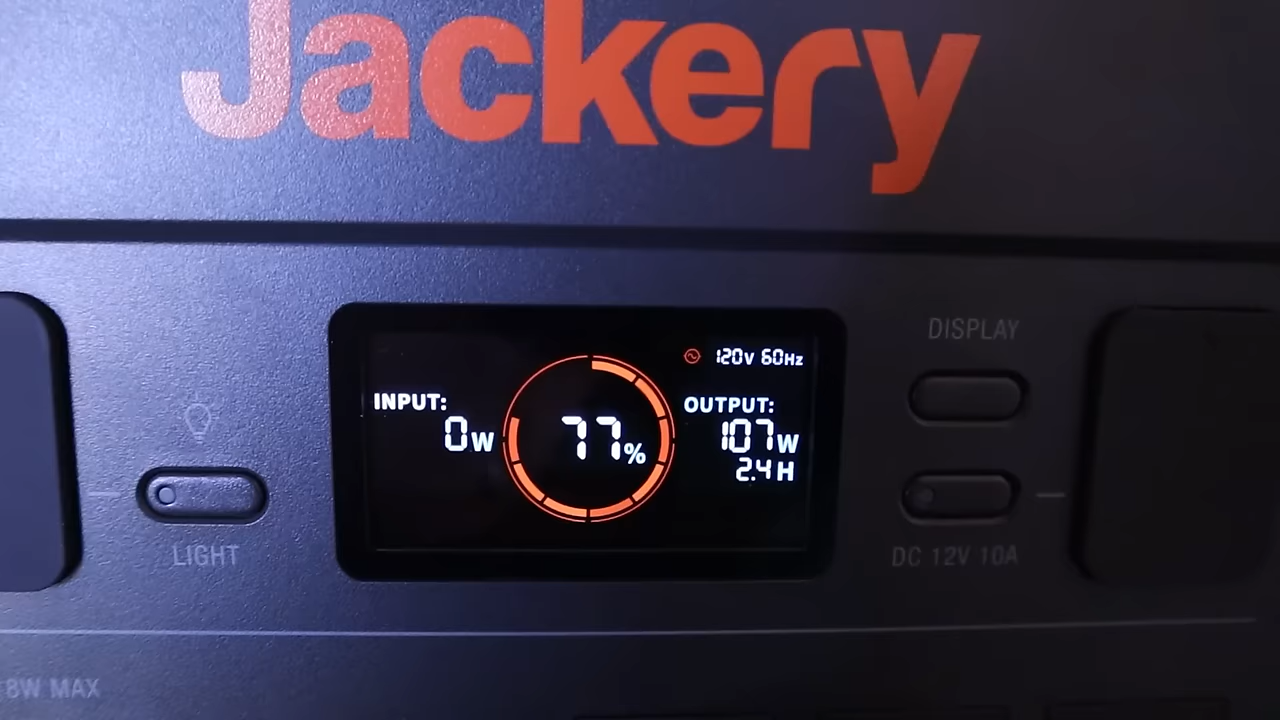 Jackery
DISPLAY
120V 60Hz
INPUT:
0W
77%
OUTPUT:
107W
2.4H
LIGHT
DC 12V 10A
8W MAX